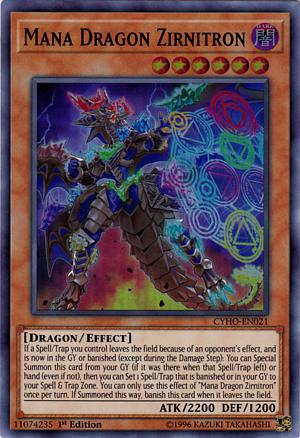 MANA DRAGON ZIRNITRON
DARK
闇
CYHO-EN021
[DRAGON/EFFECT]
If a Spell/Trap you control leaves the field because of an opponent's effect, and
is now in the GY or banished (except during the Damage Step): You can Special
Summon this card from your GY (if it was there when that Spell/Trap left) or
hand (even if not), then you can Set 1 Spell/Trap that is banished or in your GY to
your Spell & Trap Zone. You can only use this effect of "Mana Dragon Zirnitron"
once per turn. If Summoned this way, banish this card when it leaves the field.
ATK/2200 DEF/1200
11074235 1st Edition ©1996 KAZUKI TAKAHASHI